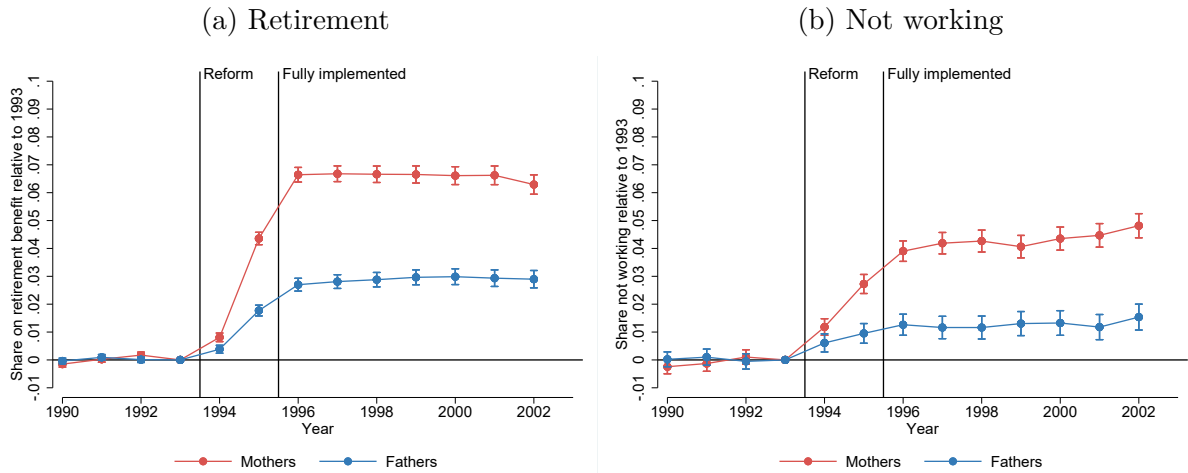 (a) Retirement
Reform
Fully implemented
Share on retirement benefit relative to 1993
.1
.09
.08
.07
.06
.05
.04
.03
.02
.01
0
-.01
1990
1992
1994
1996
1998
2000
2002
Year
Mothers
Fathers
(b) Not working
Reform
Fully implemented
Share not working relative to 1993
.1
.09
.08
.07
.06
.05
.04
.03
.02
.01
0
-.01
1990
1992
1994
1996
1998
2000
2002
Year
Mothers
Fathers